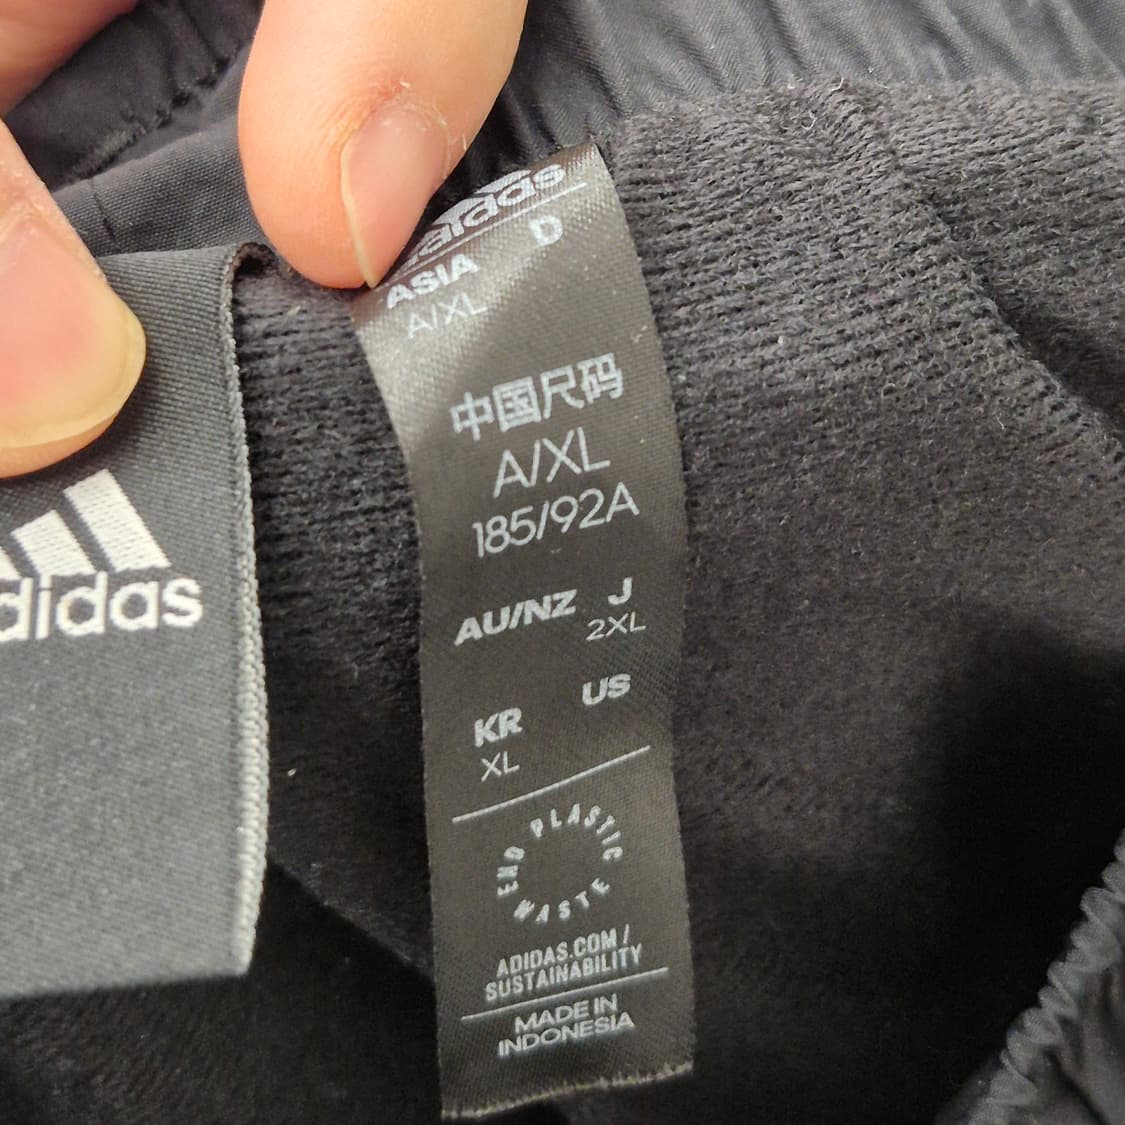 adidas
ASIA D
A/XL
中国尺码
A/XL
185/92A
AU/NZ J
2XL
US
KR
XL
END PLASTIC WASTE
ADIDAS.COM/
SUSTAINABILITY
MADE IN
INDONESIA
adidas